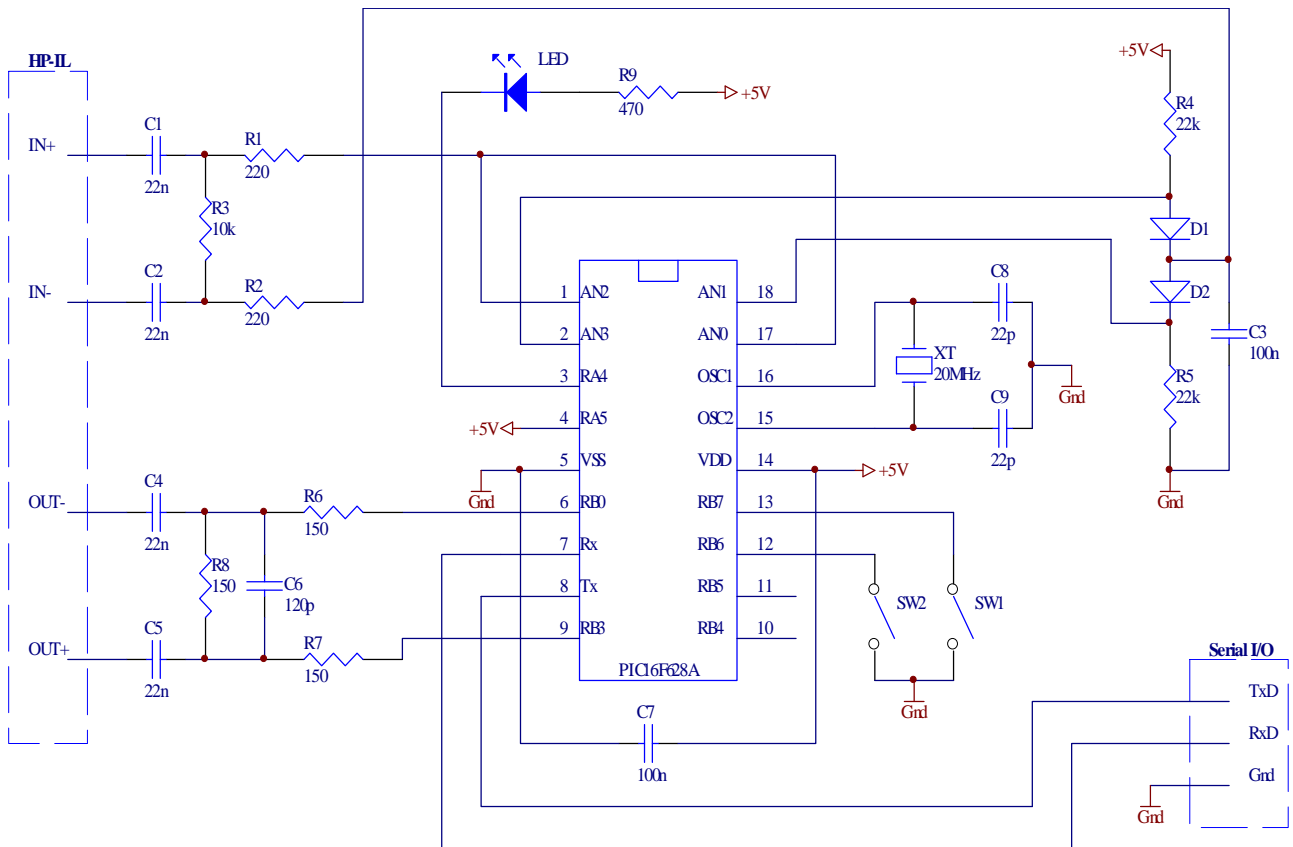 HP-IL
LED
+5V
R9
470
+5V
R4
22k
C1
22n
R1
220
IN+
R3
10k
D1
C2
22n
R2
220
IN-
D2
C3
100n
C8
22p
1 AN2
AN1 18
2 AN3
AN0 17
XT
20MHz
3 RA4
OSC1 16
R5
22k
Gnd
C9
22p
+5V
4 RA5
OSC2 15
5 VSS
VDD 14
+5V
Gnd
Gnd
C4
22n
R6
150
OUT-
6 RB0
RB7 13
R8
150
C6
120p
7 Rx
RB6 12
8 Tx
RB5 11
SW2
SW1
C5
22n
R7
150
OUT+
9 RB3
RB4 10
PIC16F628A
Serial I/O
TxD
Gnd
C7
100n
RxD
Gnd
Gnd